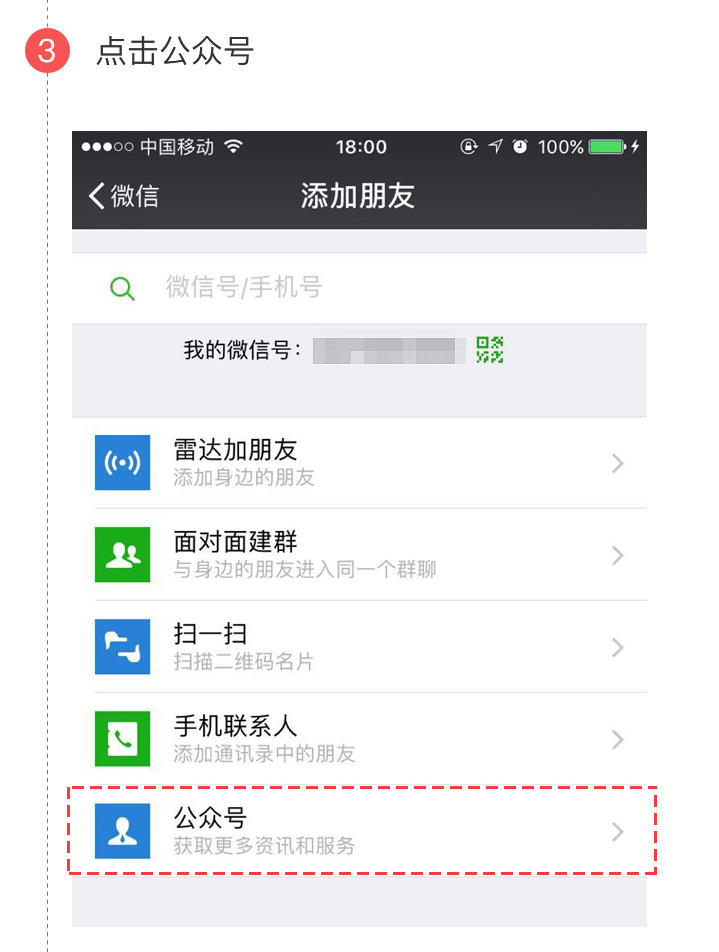 3 点击公众号
中国移动 18:00 100%
微信 添加朋友
微信号/手机号
我的微信号：
雷达加朋友
添加身边的朋友
面对面建群
与身边的朋友进入同一个群聊
扫一扫
扫描二维码名片
手机联系人
添加通讯录中的朋友
公众号
获取更多资讯和服务